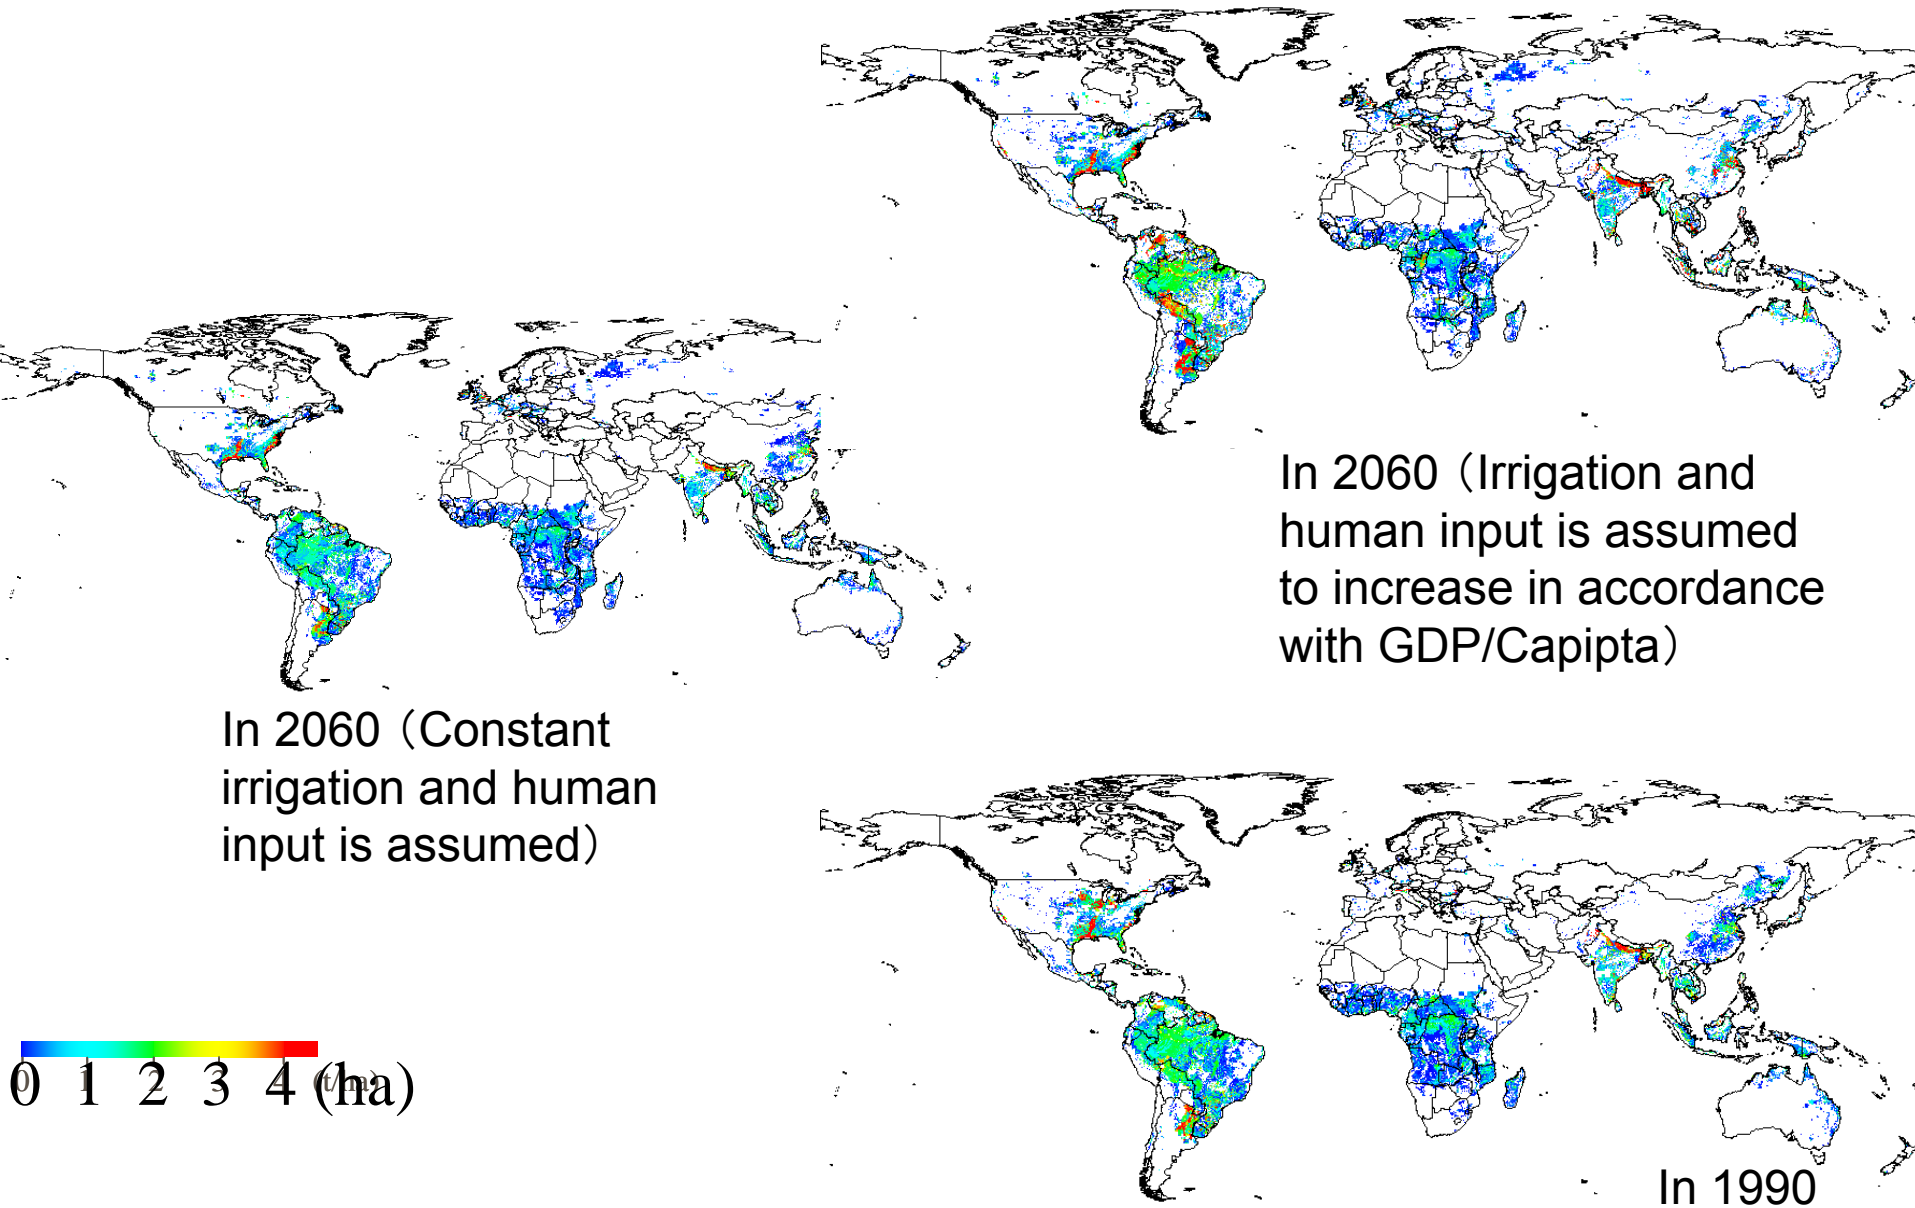 In 2060（Irrigation and
human input is assumed
to increase in accordance
with GDP/Capipta）
In 2060（Constant
irrigation and human
input is assumed）
0 1 2 3 4 (ha)
In 1990